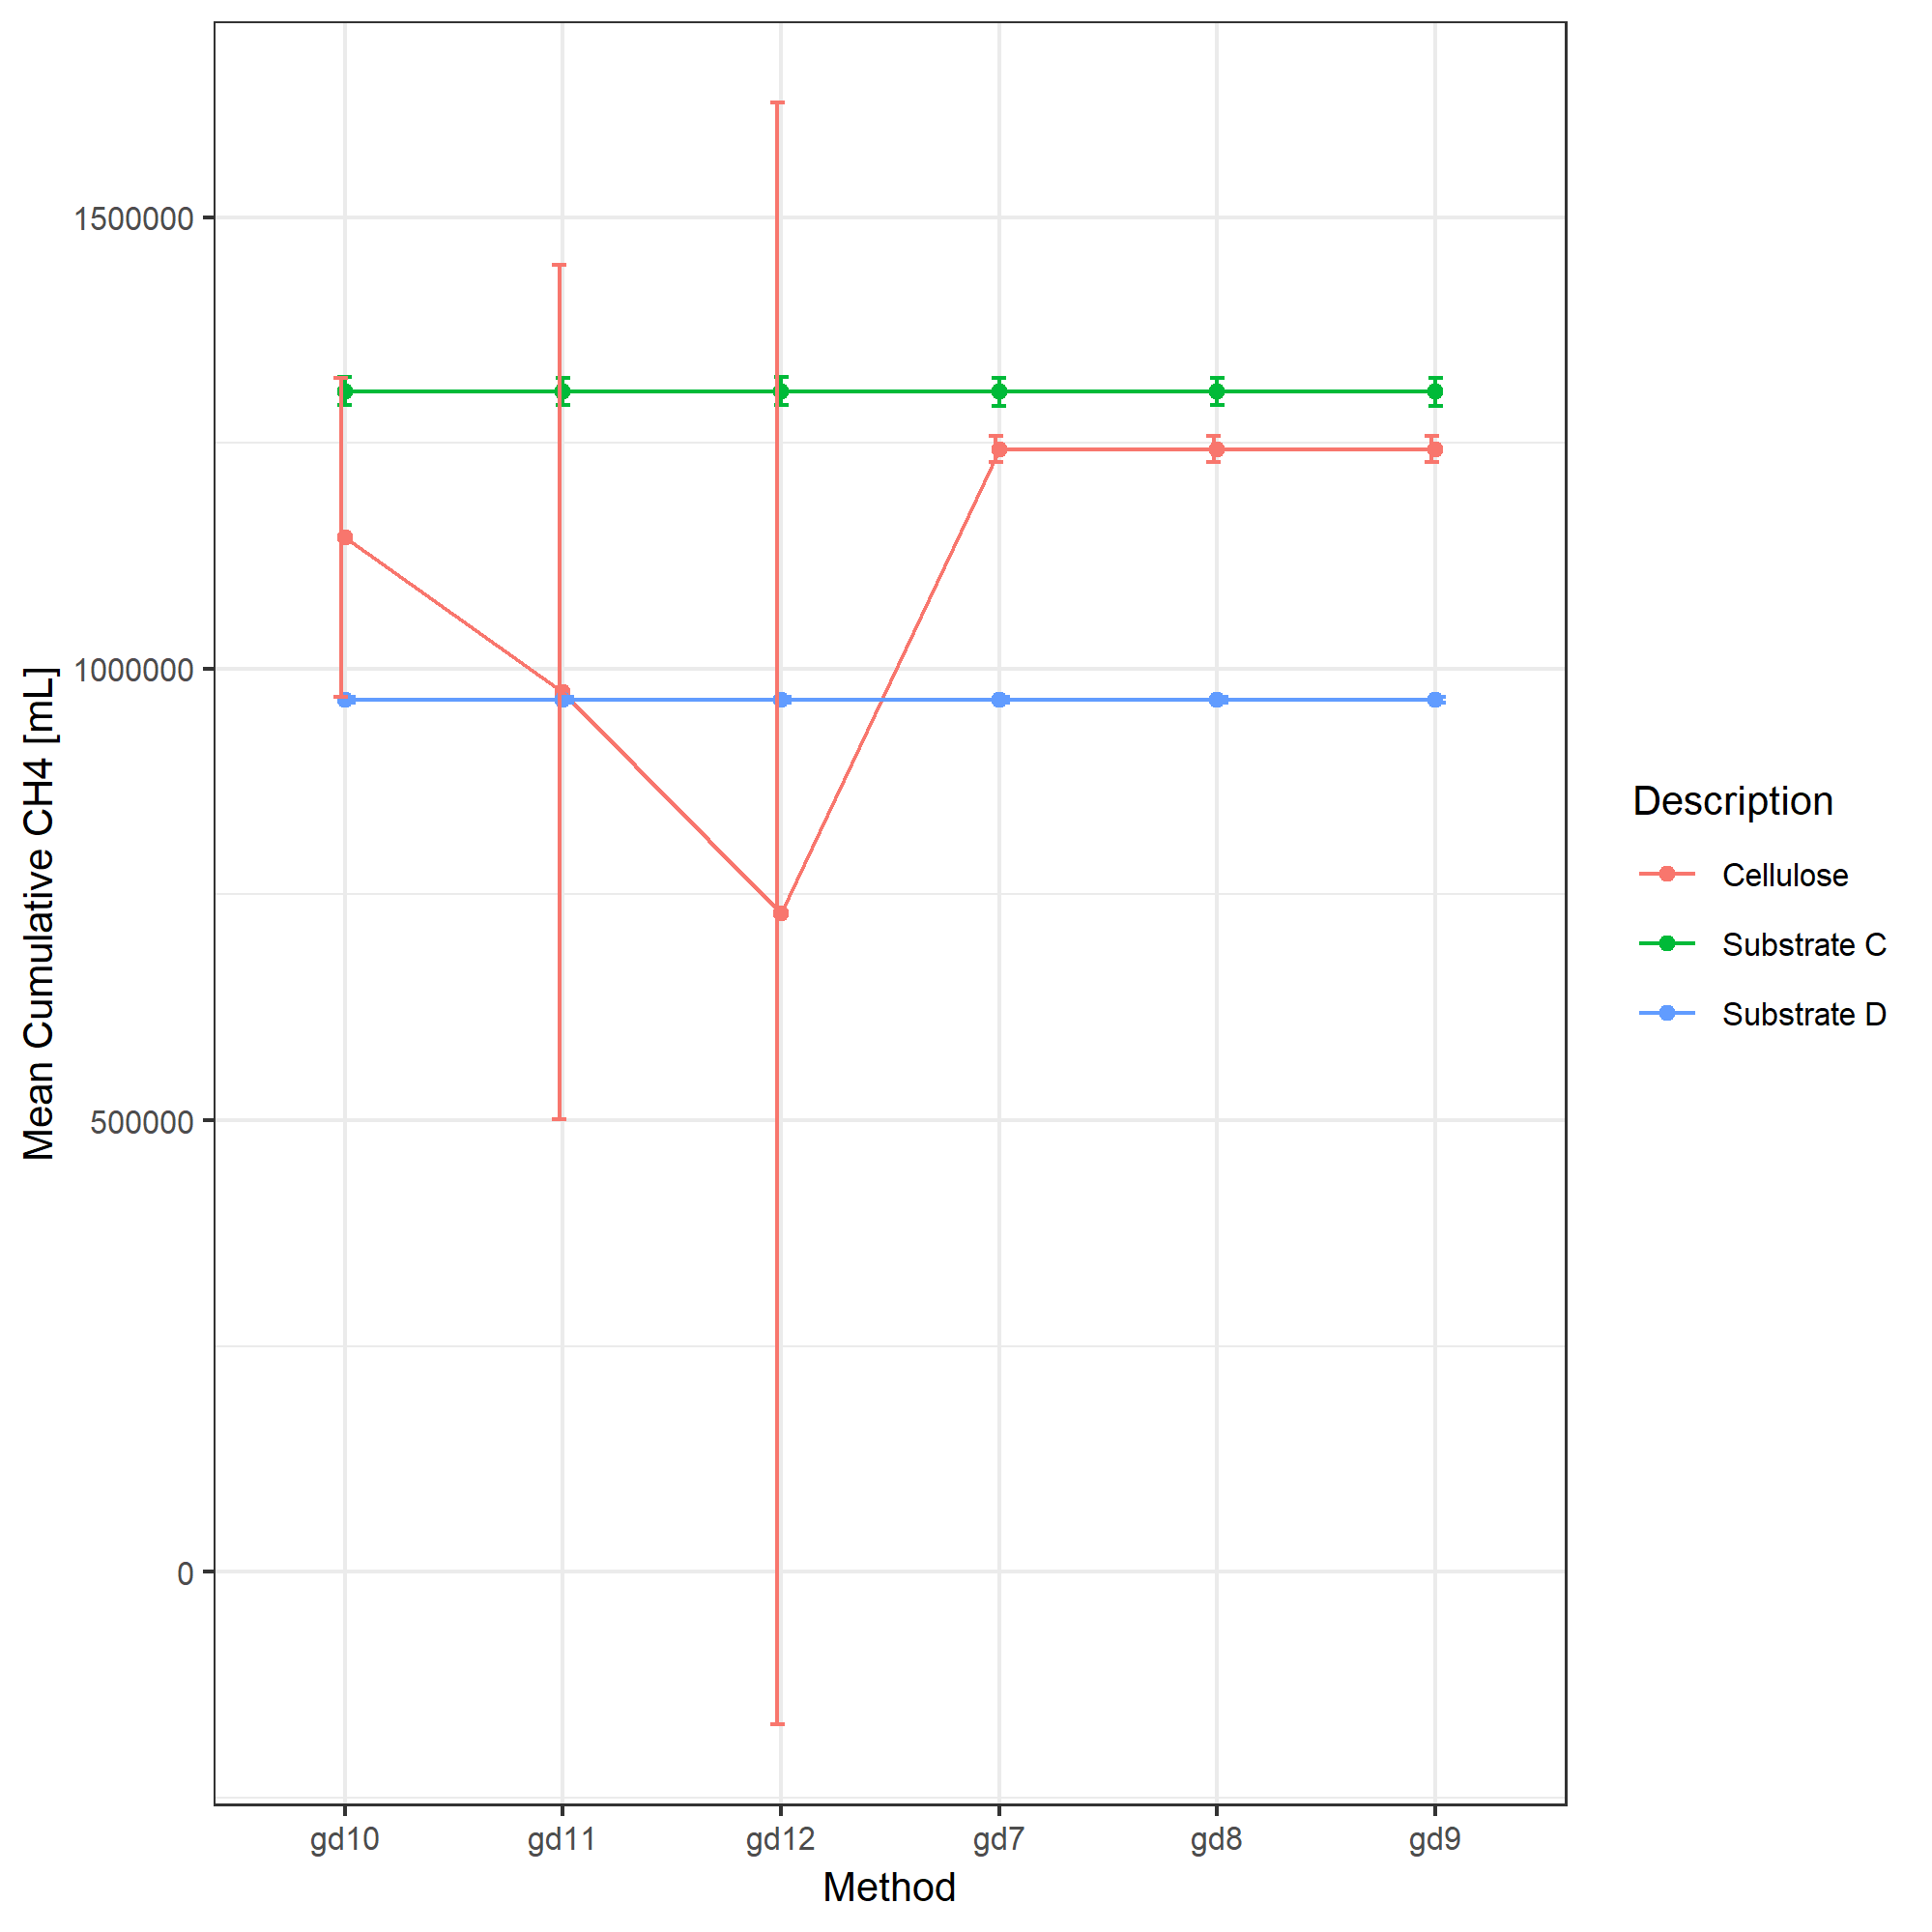 Mean Cumulative CH4 [mL]
1500000
1000000
500000
0
gd10 gd11 gd12 gd7 gd8 gd9
Method
Description
Cellulose
Substrate C
Substrate D